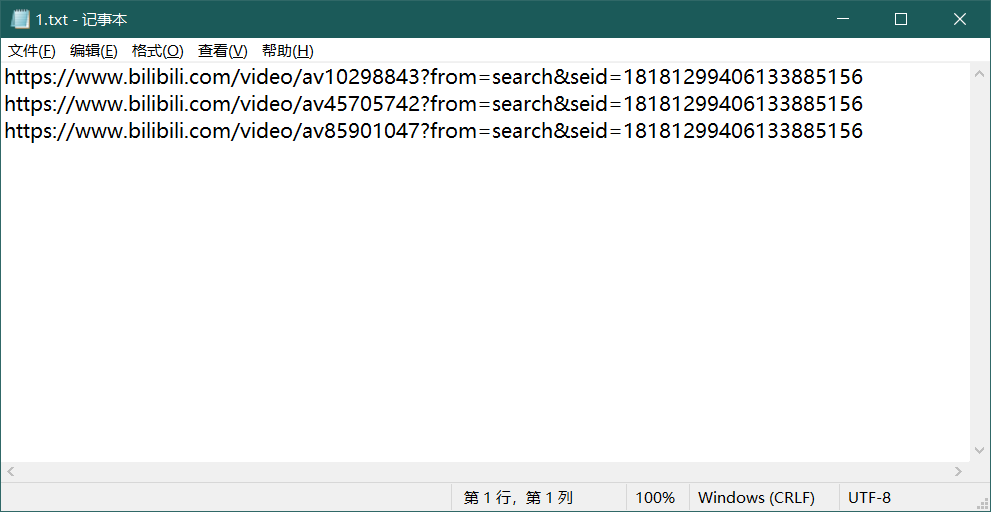 1.txt - 记事本
文件(F) 编辑(E) 格式(O) 查看(V) 帮助(H)
https://www.bilibili.com/video/av10298843?from=search&seid=18181299406133885156
https://www.bilibili.com/video/av45705742?from=search&seid=18181299406133885156
https://www.bilibili.com/video/av85901047?from=search&seid=18181299406133885156
第 1 行，第 1 列 100% Windows (CRLF) UTF-8